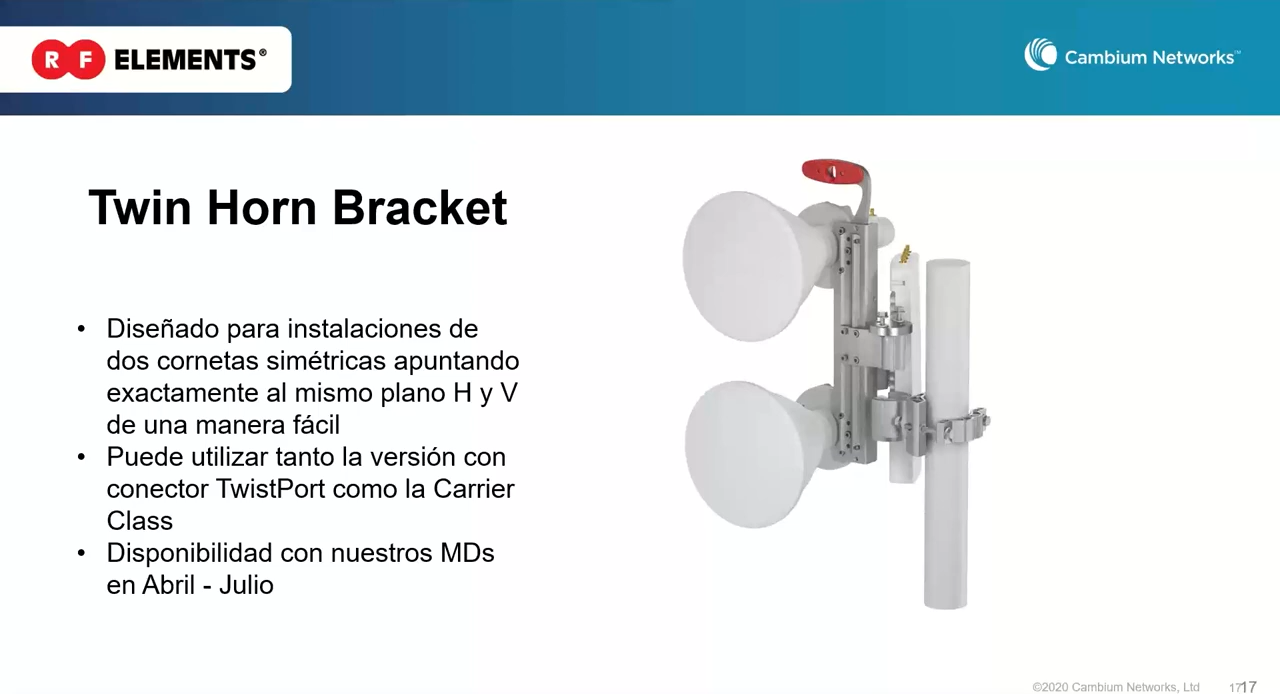 RF ELEMENTS®
Cambium Networks™
Twin Horn Bracket
• Diseñado para instalaciones de
dos cornetas simétricas apuntando
exactamente al mismo plano H y V
de una manera fácil
• Puede utilizar tanto la versión con
conector TwistPort como la Carrier
Class
• Disponibilidad con nuestros MDs
en Abril - Julio
©2020 Cambium Networks, Ltd
17 17